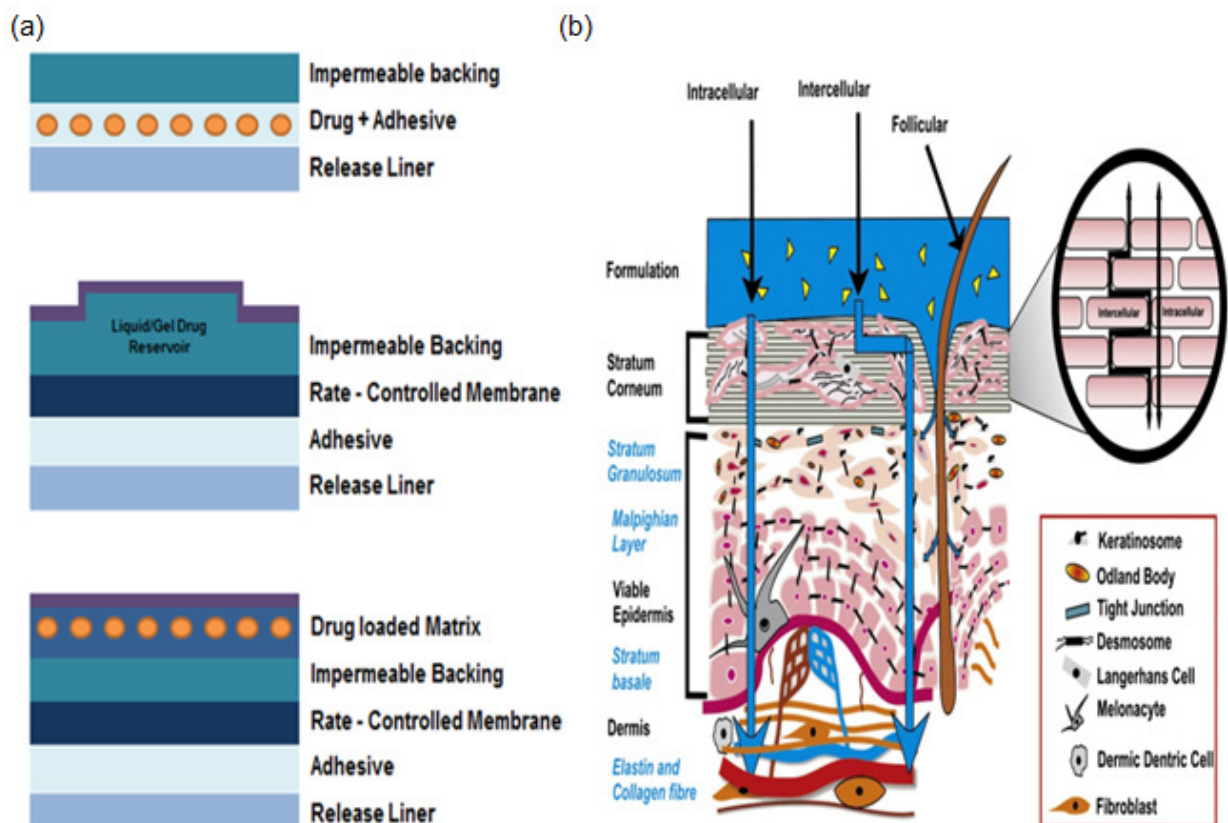 (a)
Impermeable backing
Drug + Adhesive
Release Liner
Liquid/Gel Drug
Reservoir
Impermeable Backing
Rate - Controlled Membrane
Adhesive
Release Liner
Drug loaded Matrix
Impermeable Backing
Rate - Controlled Membrane
Adhesive
Release Liner
(b)
Intracellular
Intercellular
Follicular
Formulation
Stratum
Corneum
Stratum
Granulosum
Malpighian
Layer
Viable
Epidermis
Stratum
basale
Dermis
Elastin and
Collagen fibre
Intercellular
Intracellular
Keratinosome
Odland Body
Tight Junction
Desmosome
Langerhans Cell
Melonacyte
Dermic Dentric Cell
Fibroblast